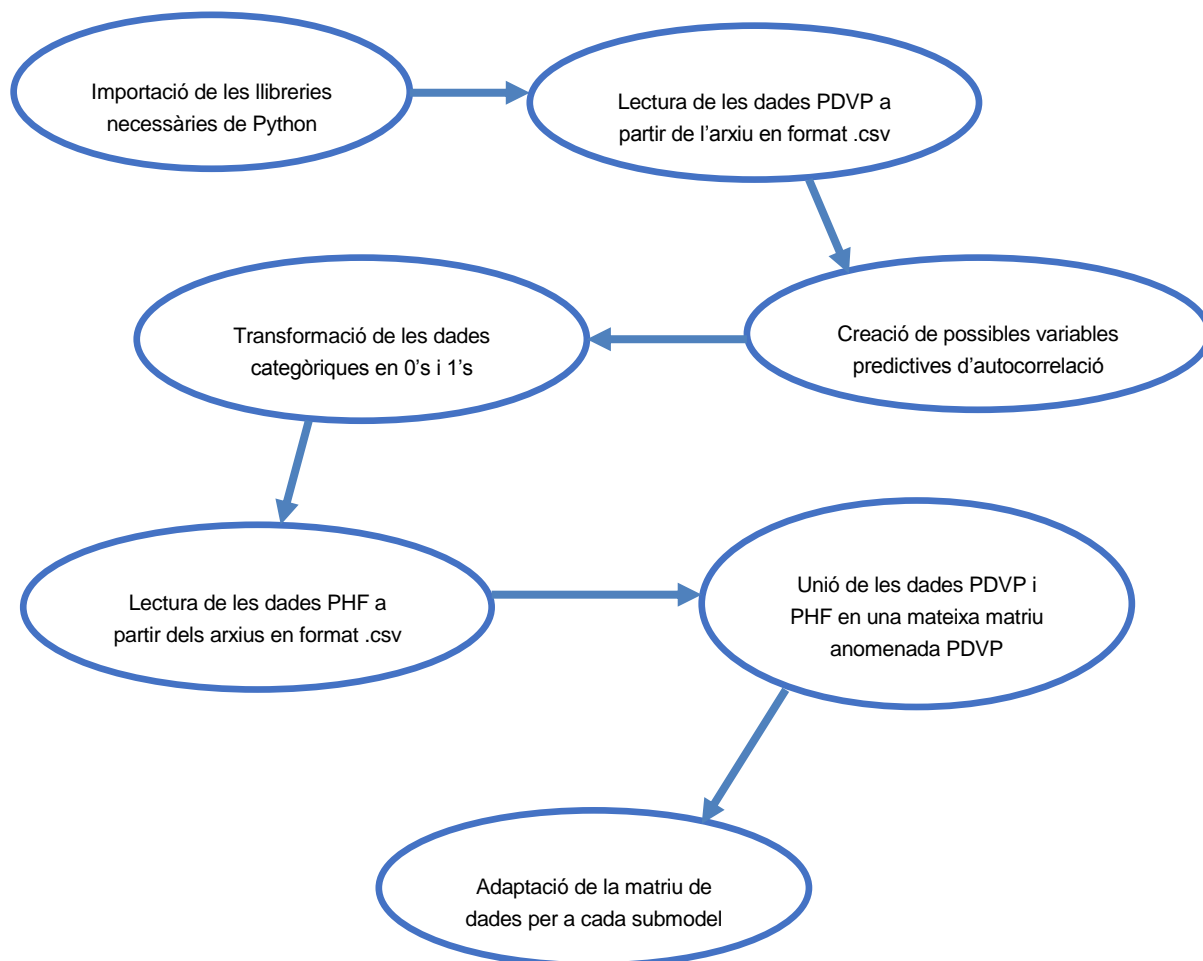 Importació de les llibreries
necessàries de Python
Lectura de les dades PDVP a
partir de l’arxiu en format .csv
Creació de possibles variables
predictives d’autocorrelació
Transformació de les dades
categòriques en 0’s i 1’s
Lectura de les dades PHF a
partir dels arxius en format .csv
Unió de les dades PDVP i
PHF en una mateixa matriu
anomenada PDVP
Adaptació de la matriu de
dades per a cada submodel